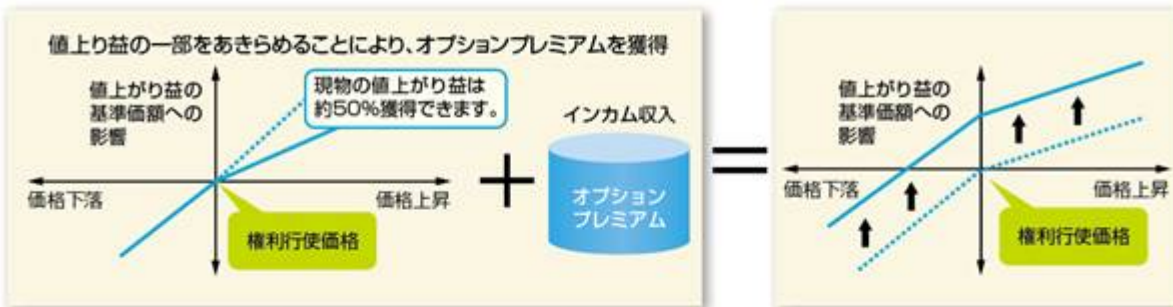 値上り益の一部をあきらめることにより、オプションプレミアムを獲得
値上がり益の
基準価額への
影響
現物の値上がり益は
約50%獲得できます。
価格下落
価格上昇
権利行使価格
+
インカム収入
オプション
プレミアム
=
値上がり益の
基準価額への
影響
価格下落
価格上昇
権利行使価格